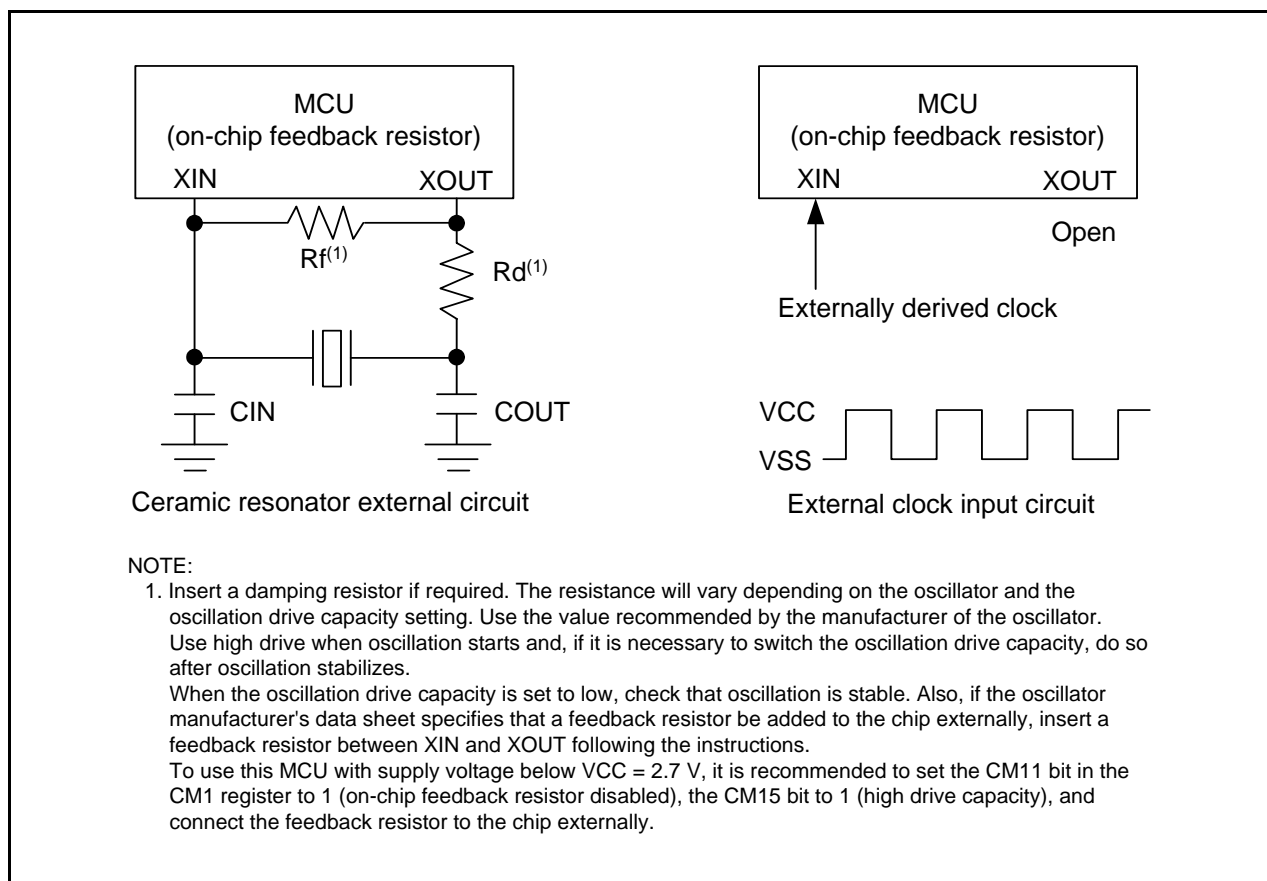 MCU
(on-chip feedback resistor)
XIN XOUT
Rf(1)
Rd(1)
CIN COUT
Ceramic resonator external circuit
MCU
(on-chip feedback resistor)
XIN XOUT
Open
Externally derived clock
VCC
VSS
External clock input circuit
NOTE:
1. Insert a damping resistor if required. The resistance will vary depending on the oscillator and the
oscillation drive capacity setting. Use the value recommended by the manufacturer of the oscillator.
Use high drive when oscillation starts and, if it is necessary to switch the oscillation drive capacity, do so
after oscillation stabilizes.
When the oscillation drive capacity is set to low, check that oscillation is stable. Also, if the oscillator
manufacturer's data sheet specifies that a feedback resistor be added to the chip externally, insert a
feedback resistor between XIN and XOUT following the instructions.
To use this MCU with supply voltage below VCC = 2.7 V, it is recommended to set the CM11 bit in the
CM1 register to 1 (on-chip feedback resistor disabled), the CM15 bit to 1 (high drive capacity), and
connect the feedback resistor to the chip externally.